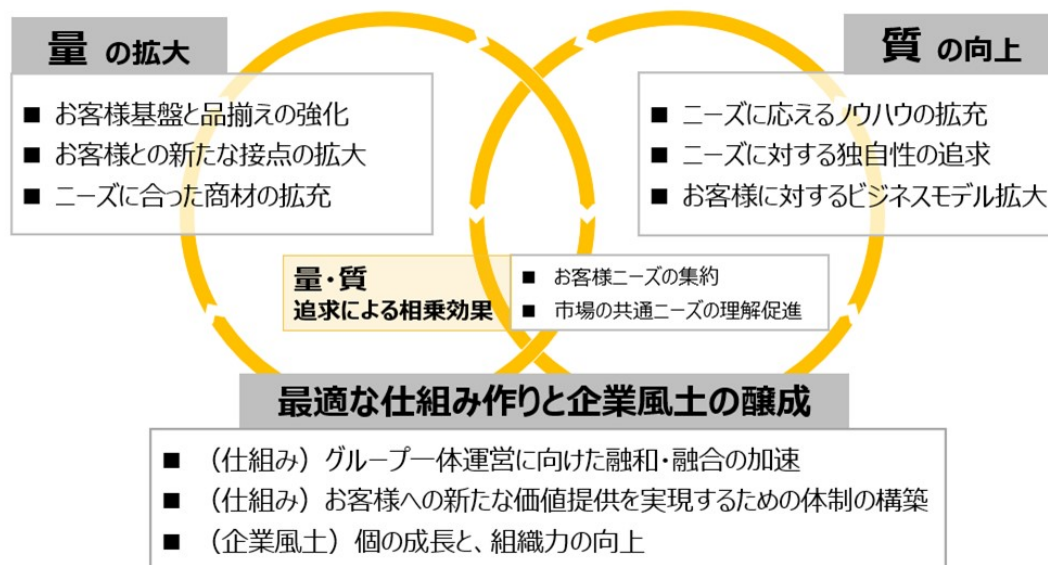 量 の拡大
■ お客様基盤と品揃えの強化
■ お客様との新たな接点の拡大
■ ニーズに合った商材の拡充
質 の向上
■ ニーズに応えるノウハウの拡充
■ ニーズに対する独自性の追求
■ お客様に対するビジネスモデル拡大
量・質
追求による相乗効果
■ お客様ニーズの集約
■ 市場の共通ニーズの理解促進
最適な仕組み作りと企業風土の醸成
■ （仕組み）グループ一体運営に向けた融和・融合の加速
■ （仕組み）お客様への新たな価値提供を実現するための体制の構築
■ （企業風土）個の成長と、組織力の向上